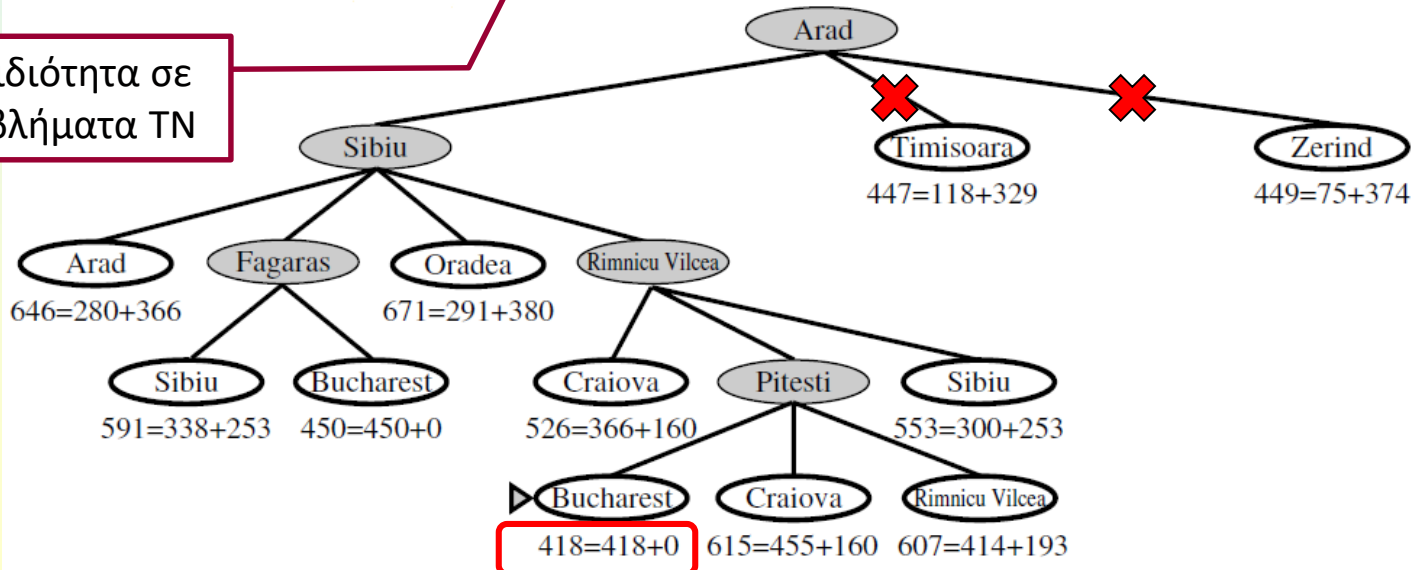 Arad
ιδιότητα σε
βλήματα ΤΝ
Sibiu
Timisoara
Zerind
447=118+329
449=75+374
Arad
Fagaras
Oradea
Rimnicu Vilcea
646=280+366
671=291+380
Sibiu
Bucharest
Craiova
Pitesti
Sibiu
591=338+253
450=450+0
526=366+160
553=300+253
Bucharest
Craiova
Rimnicu Vilcea
418=418+0
615=455+160
607=414+193